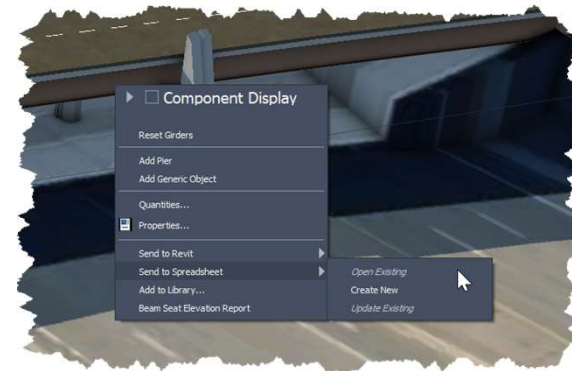 Component Display
Reset Girders
Add Pier
Add Generic Object
Quantities...
Properties...
Send to Revit
Send to Spreadsheet
Add to Library...
Beam Seat Elevation Report
Open Existing
Create New
Update Existing